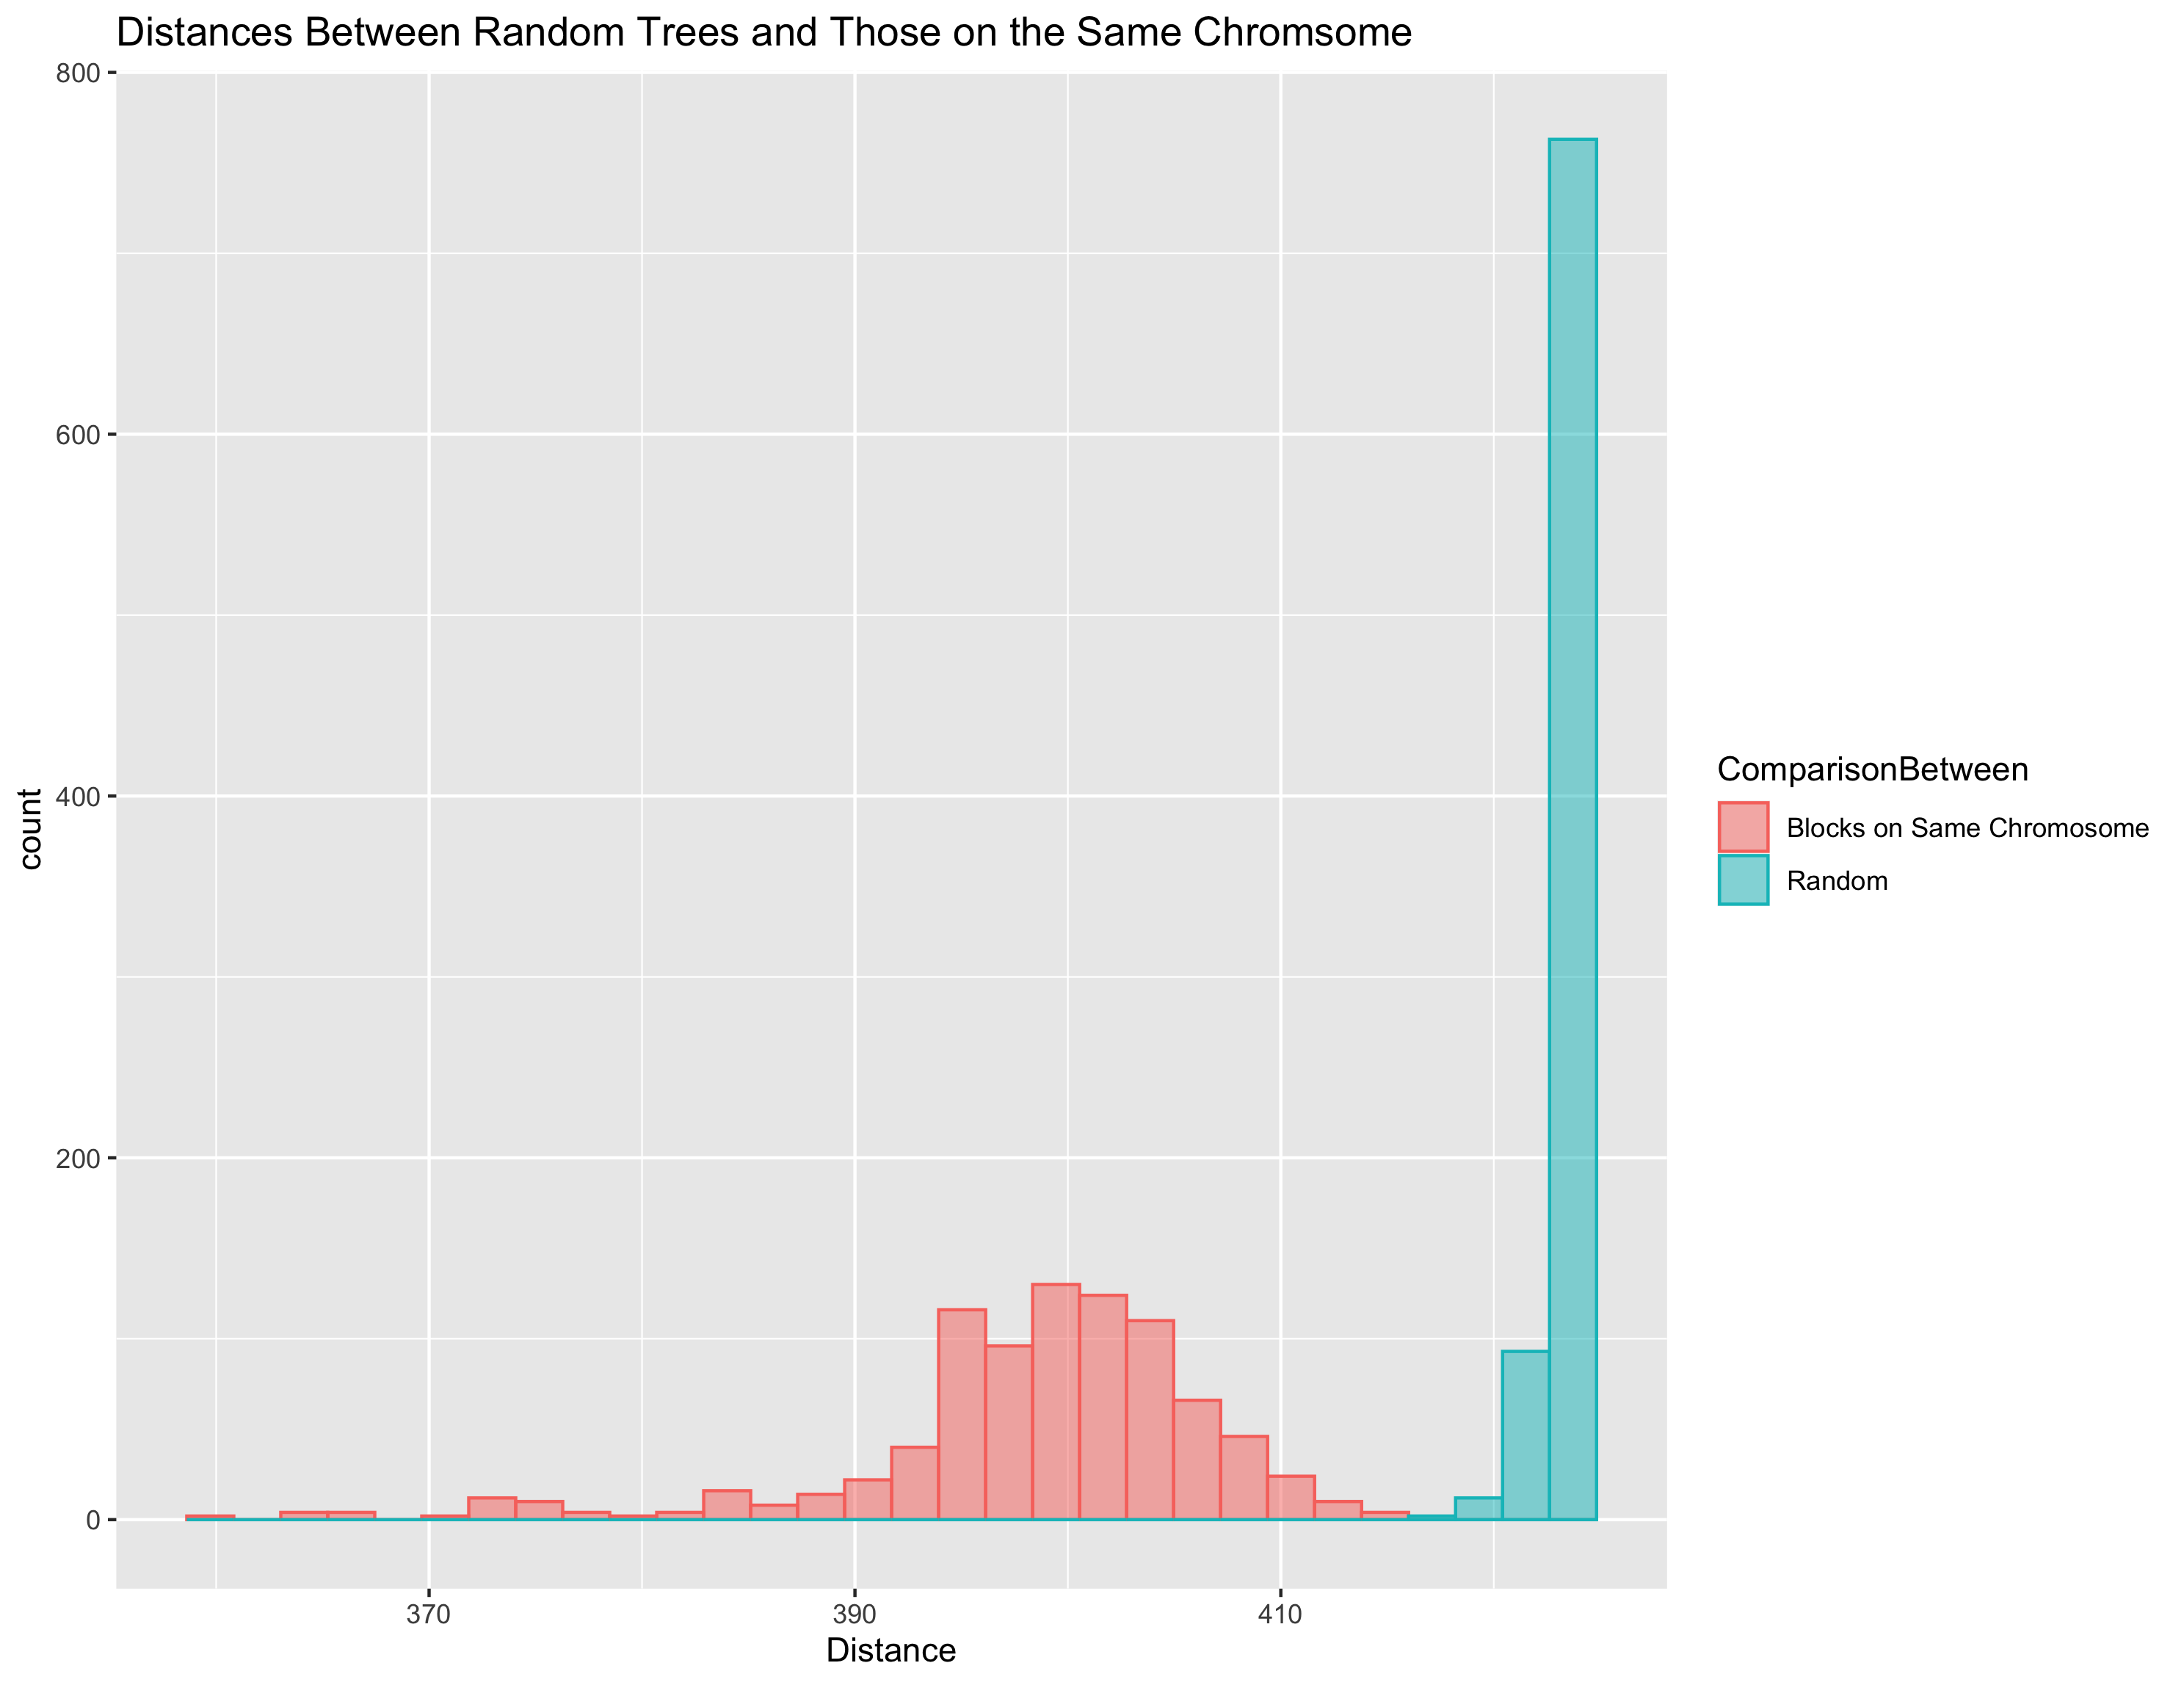 Distances Between Random Trees and Those on the Same Chromsome
800
600
400
200
0
count
370
390
410
Distance
ComparisonBetween
Blocks on Same Chromosome
Random